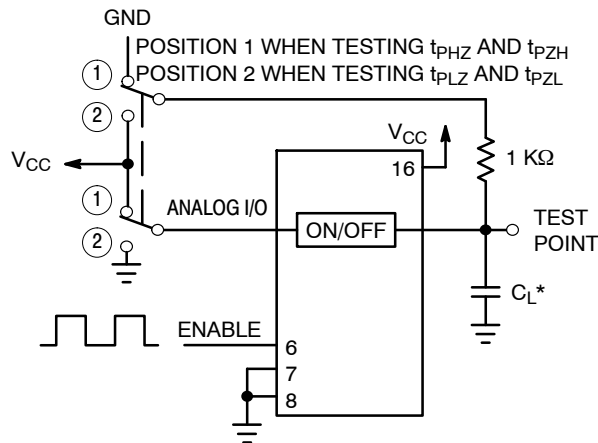 GND
POSITION 1 WHEN TESTING tPHZ AND tPZH
POSITION 2 WHEN TESTING tPLZ AND tPZL
1
2
VCC
VCC
16
1 KΩ
1
2
ANALOG I/O
ON/OFF
TEST
POINT
CL*
ENABLE
6
7
8